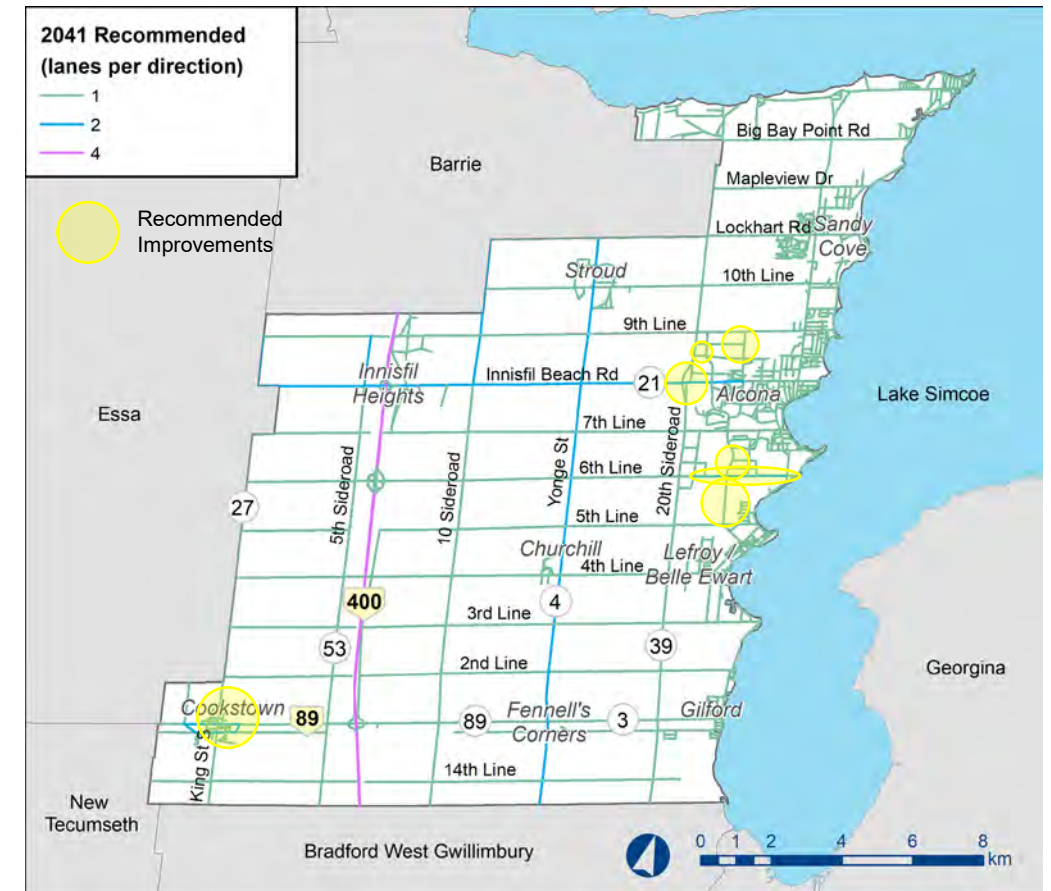 2041 Recommended
(lanes per direction)
1
2
4
Recommended
Improvements
Barrie
Big Bay Point Rd
Mapleview Dr
Lockhart Rd
Sandy
Cove
Stroud
10th Line
9th Line
Innisfil
Heights
Innisfil Beach Rd
21
Alcona
Lake Simcoe
Essa
7th Line
6th Line
5th Sideroad
10 Sideroad
Yonge St
20th Sideroad
27
5th Line
Churchill
4th Line
Lefroy /
Belle Ewart
400
4
3rd Line
53
39
2nd Line
Georgina
Cookstown
89
89
Fennell's
Corners
3
Gilford
King St S
14th Line
New
Tecumseth
Bradford West Gwillimbury
0 1 2 4 6 8
km